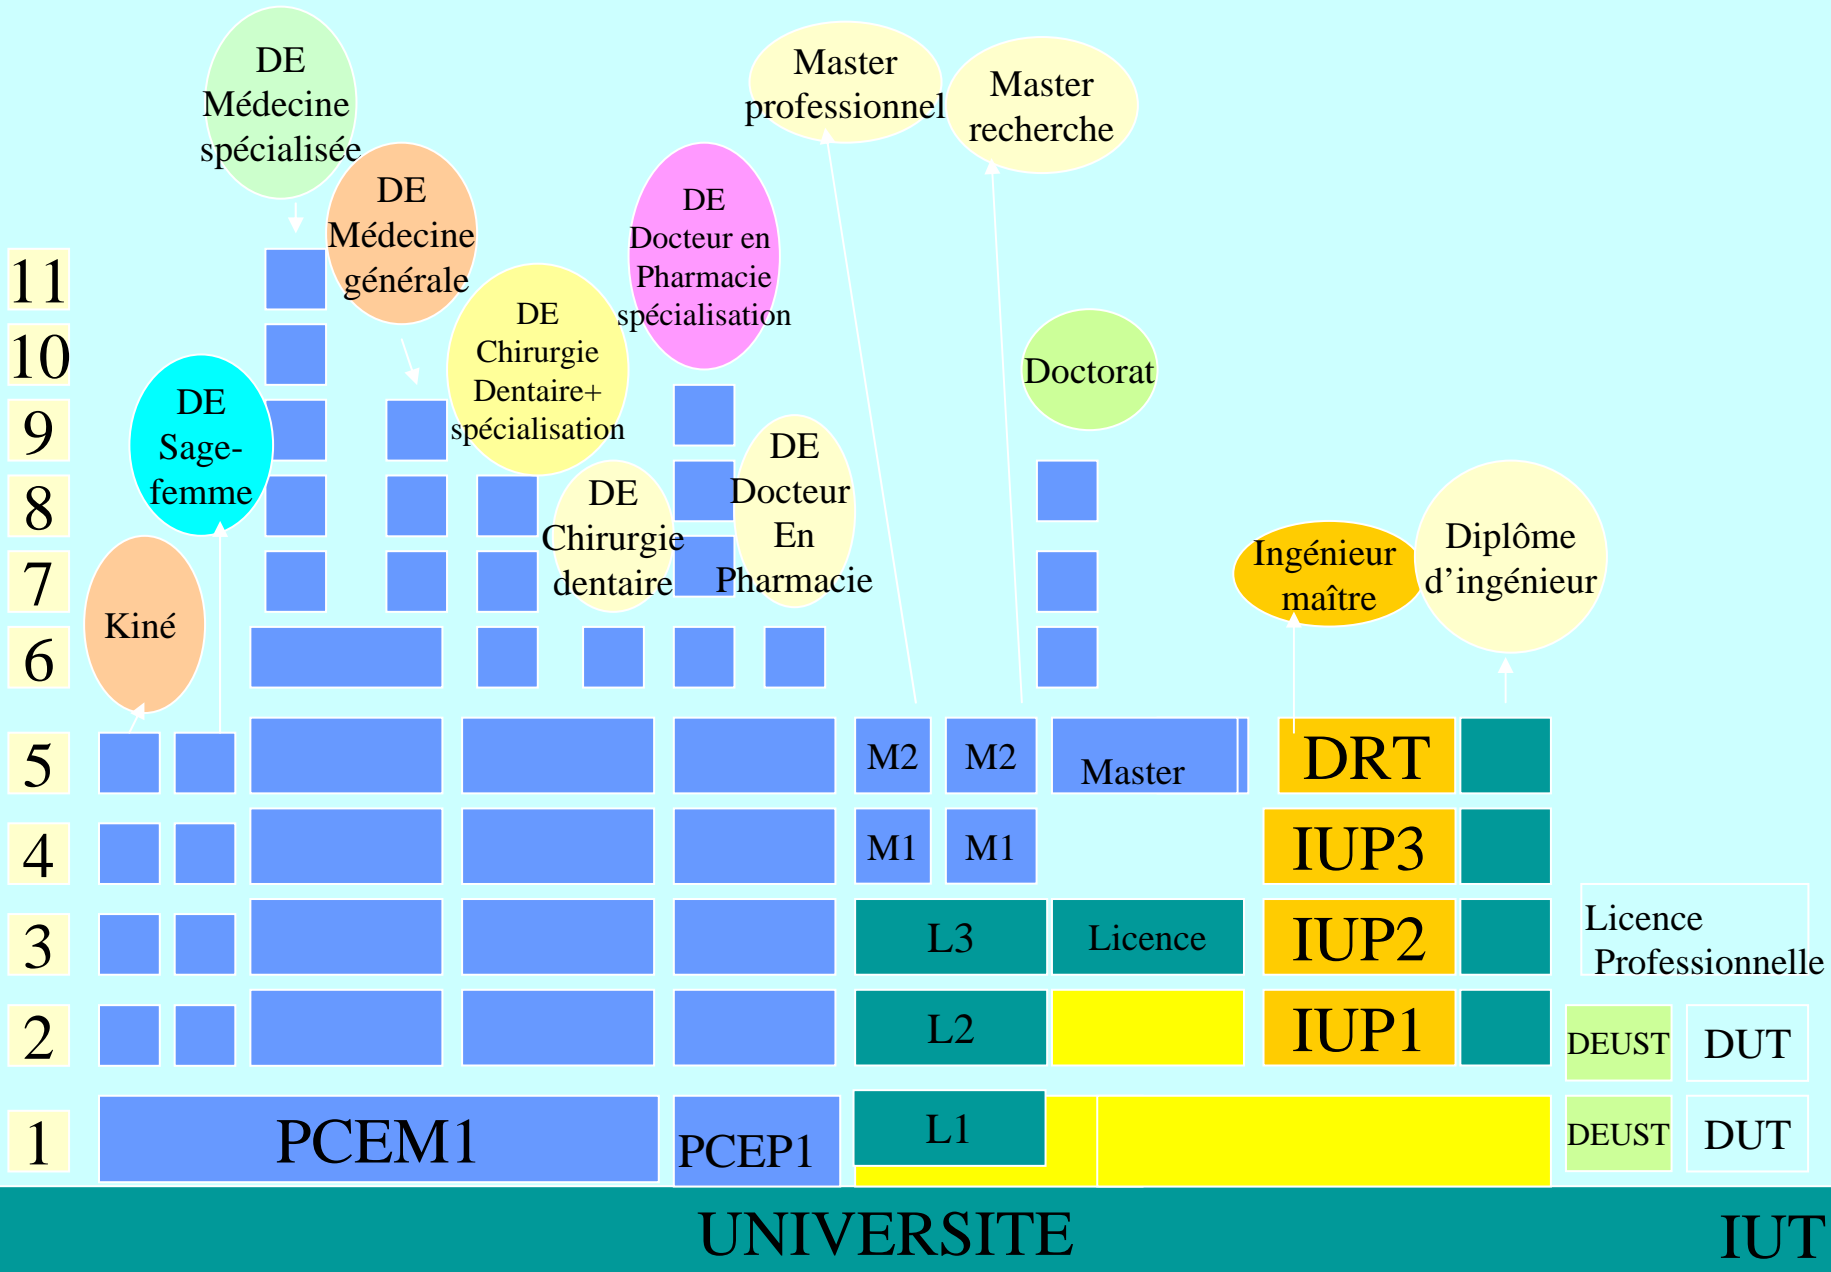 DE
Médecine
spécialisée
DE
Médecine
générale
Master
professionnel
Master
recherche
DE
Docteur en
Pharmacie
spécialisation
DE
Chirurgie
Dentaire+
spécialisation
DE
Sage-
femme
Doctorat
DE
Chirurgie
dentaire
DE
Docteur
En
Pharmacie
Kiné
Ingénieur
maître
Diplôme
d’ingénieur
11
10
9
8
7
6
5
M2
M2
Master
DRT
4
M1
M1
IUP3
3
L3
Licence
IUP2
Licence
Professionnelle
2
L2
IUP1
DEUST
DUT
1
PCEM1
PCEP1
L1
DEUST
DUT
UNIVERSITE
IUT